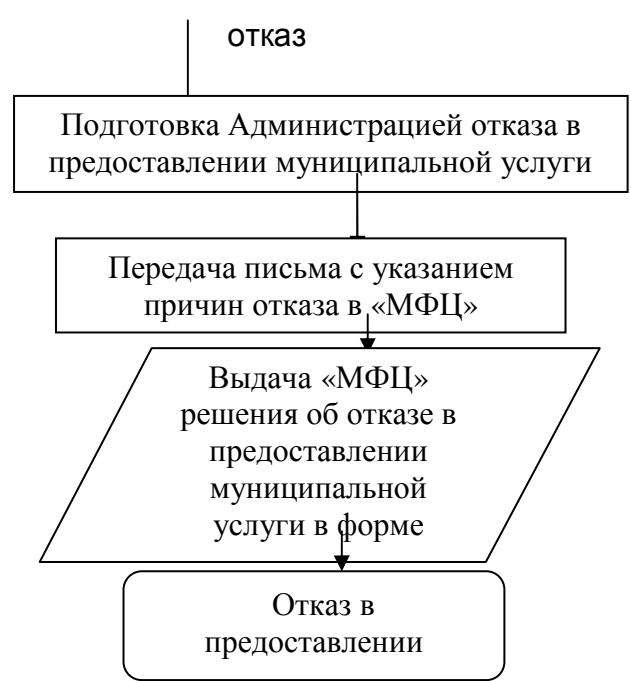 отказ
Подготовка Администрацией отказа в
предоставлении муниципальной услуги
Передача письма с указанием
причин отказа в «МФЦ»
Выдача «МФЦ»
решения об отказе в
предоставлении
муниципальной
услуги в форме
Отказ в
предоставлении